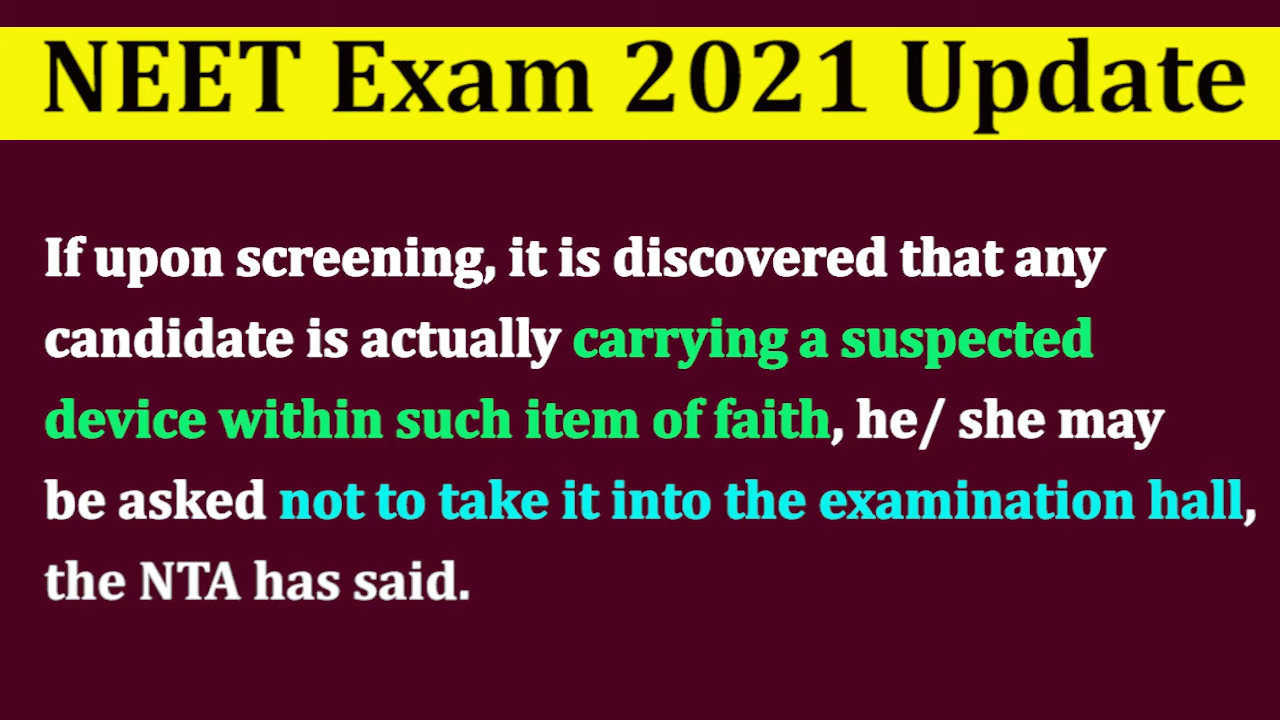 NEET Exam 2021 Update
If upon screening, it is discovered that any
candidate is actually carrying a suspected
device within such item of faith, he/ she may
be asked not to take it into the examination hall,
the NTA has said.